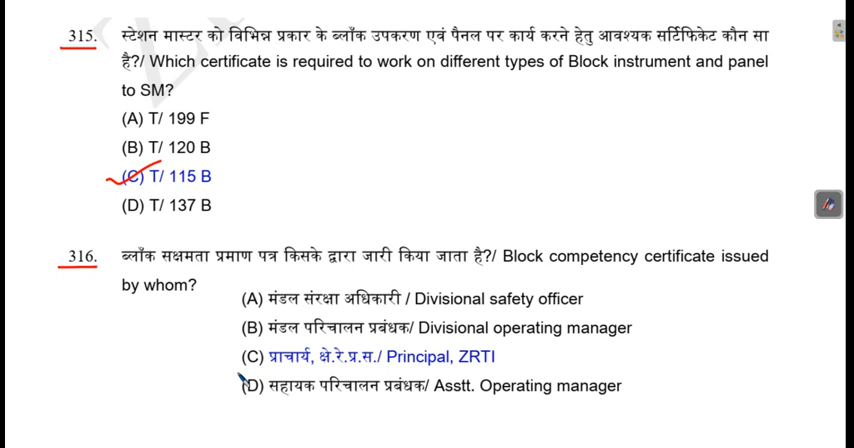 315. स्टेशन मास्टर को विभिन्न प्रकार के ब्लॉक उपकरण एवं पैनल पर कार्य करने हेतु आवश्यक सर्टिफिकेट कौन सा
है?/ Which certificate is required to work on different types of Block instrument and panel
to SM?
(A) T/ 199 F
(B) T/ 120 B
(C) T/ 115 B
(D) T/ 137 B
316. ब्लॉक सक्षमता प्रमाण पत्र किसके द्वारा जारी किया जाता है?/ Block competency certificate issued
by whom?
(A) मंडल संरक्षा अधिकारी / Divisional safety officer
(B) मंडल परिचालन प्रबंधक/ Divisional operating manager
(C) प्राचार्य, क्षे.रे.प्र.स./ Principal, ZRTI
(D) सहायक परिचालन प्रबंधक/ Asstt. Operating manager